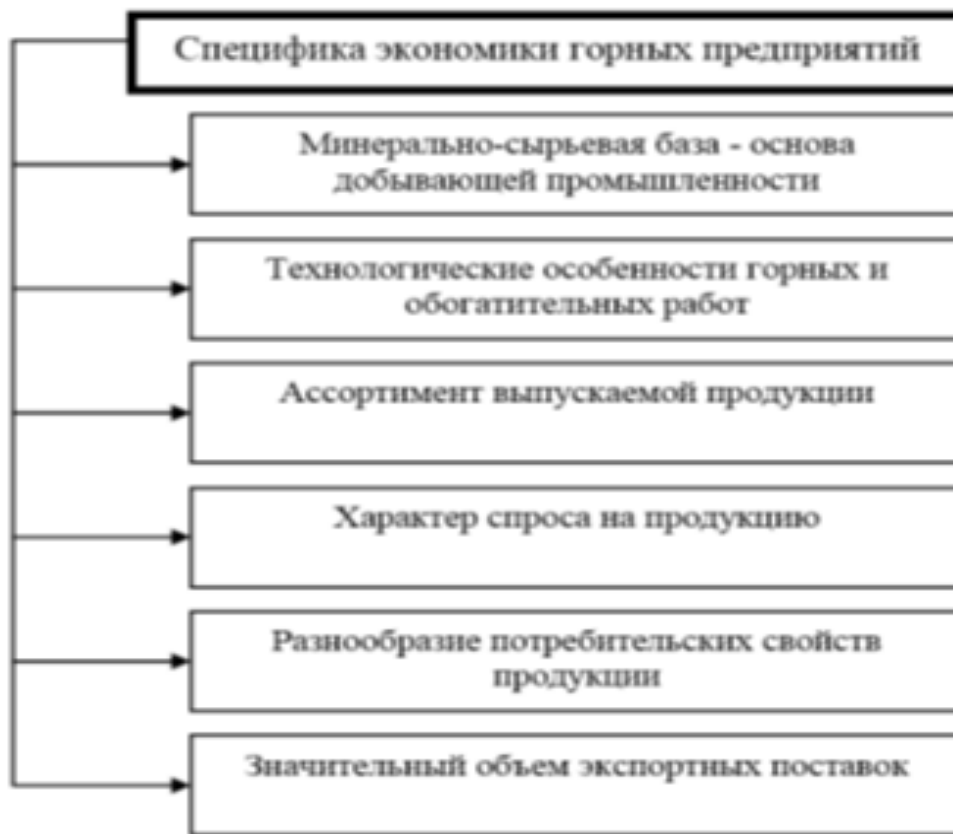 Специфика экономики горных предприятий
Минерально-сырьевая база - основа
добывающей промышленности
Технологические особенности горных и
обогатительных работ
Ассортимент выпускаемой продукции
Характер спроса на продукцию
Разнообразие потребительских свойств
продукции
Значительный объем экспортных поставок